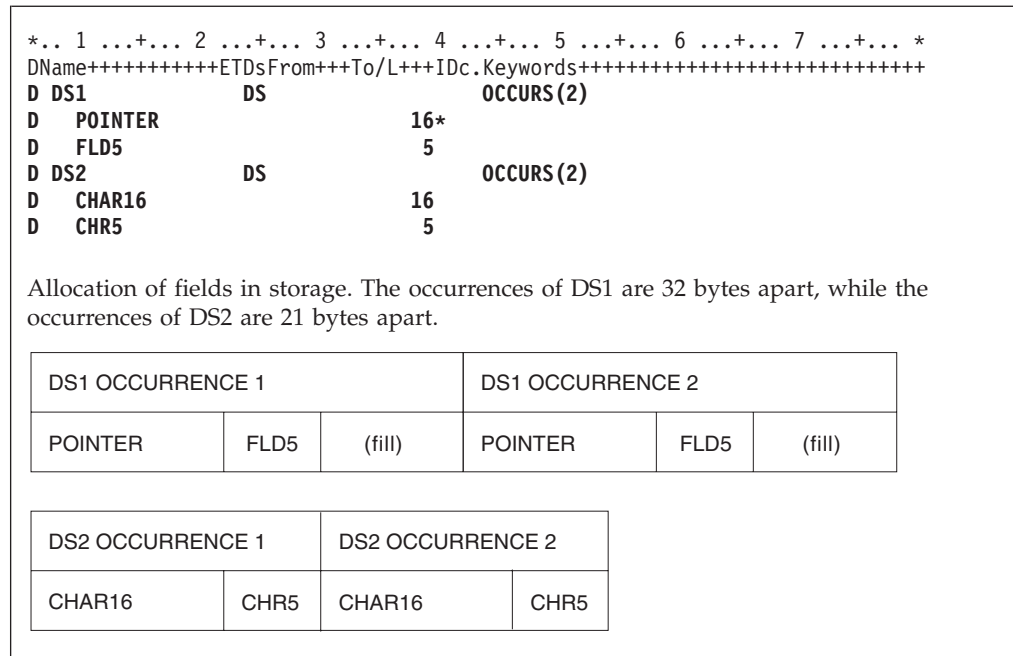 *.. 1 ...+... 2 ...+... 3 ...+... 4 ...+... 5 ...+... 6 ...+... 7 ...+... *
DName+++++++++++ETDsFrom+++To/L+++IDc.Keywords+++++++++++++++++++++++++++++
D DS1             DS                  OCCURS(2)
D   POINTER                     16*
D   FLD5                         5
D DS2             DS                  OCCURS(2)
D   CHAR16                      16
D   CHR5                         5
Allocation of fields in storage. The occurrences of DS1 are 32 bytes apart, while the
occurrences of DS2 are 21 bytes apart.
DS1 OCCURRENCE 1 DS1 OCCURRENCE 2
POINTER FLD5 (fill) POINTER FLD5 (fill)
DS2 OCCURRENCE 1 DS2 OCCURRENCE 2
CHAR16 CHR5 CHAR16 CHR5